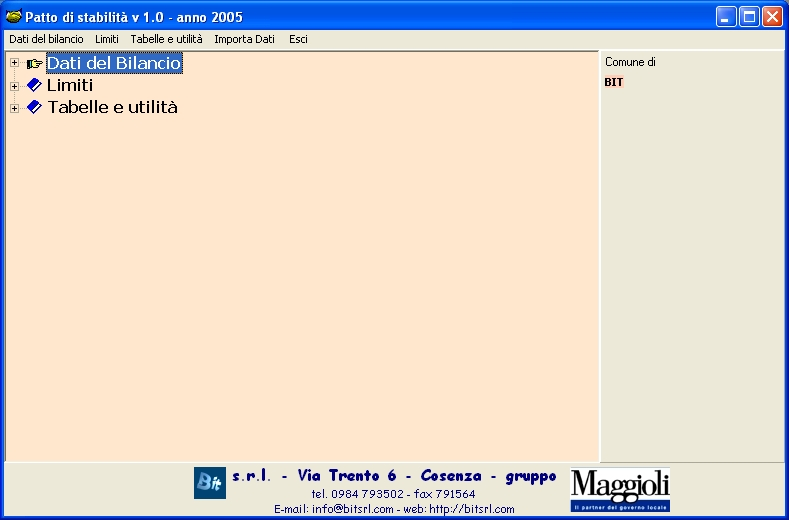 Patto di stabilità v 1.0 - anno 2005
Dati del bilancio Limiti Tabelle e utilità Importa Dati Esci
Dati del Bilancio
Limiti
Tabelle e utilità
Comune di
BIT
Bit s.r.l. - Via Trento 6 - Cosenza - gruppo Maggioli
il partner del governo locale
tel. 0984 793502 - fax 791564
E-mail: info@bitsrl.com - web: http://bitsrl.com